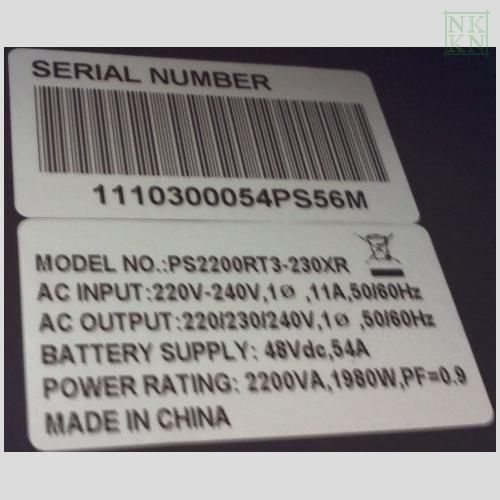 NK
KN
SERIAL NUMBER
1110300054PS56M
MODEL NO.:PS2200RT3-230XR
AC INPUT:220V-240V,1ø ,11A,50/60Hz
AC OUTPUT:220/230/240V,1ø ,50/60Hz
BATTERY SUPPLY: 48Vdc,54A
POWER RATING: 2200VA,1980W,PF=0.9
MADE IN CHINA